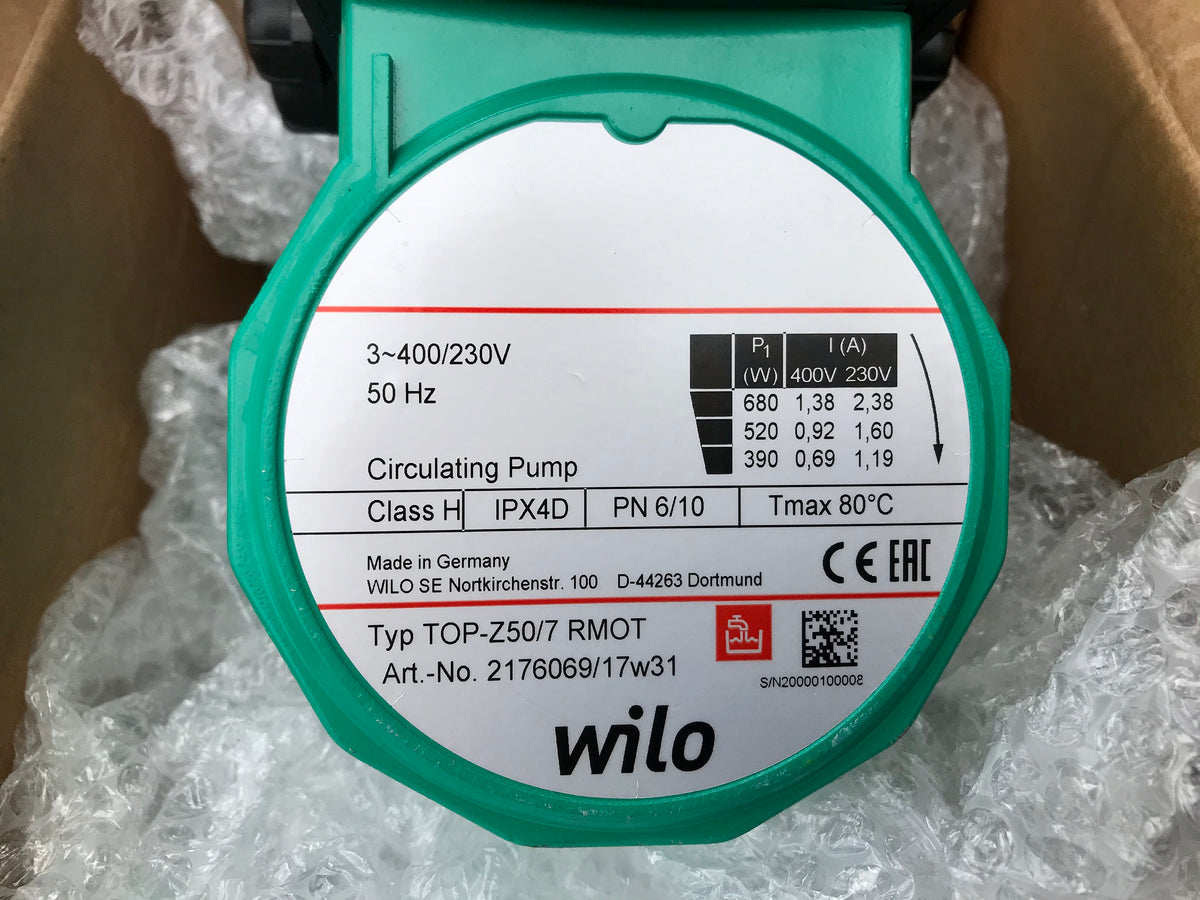 3~400/230V
50 Hz
P1 I (A)
(W) 400V 230V
680 1,38 2,38
520 0,92 1,60
390 0,69 1,19
Circulating Pump
Class H IPX4D PN 6/10 Tmax 80°C
Made in Germany
WILO SE Nortkirchenstr. 100 D-44263 Dortmund
CE EAC
Typ TOP-Z50/7 RMOT
Art.-No. 2176069/17w31
S/N20000100008
wilo